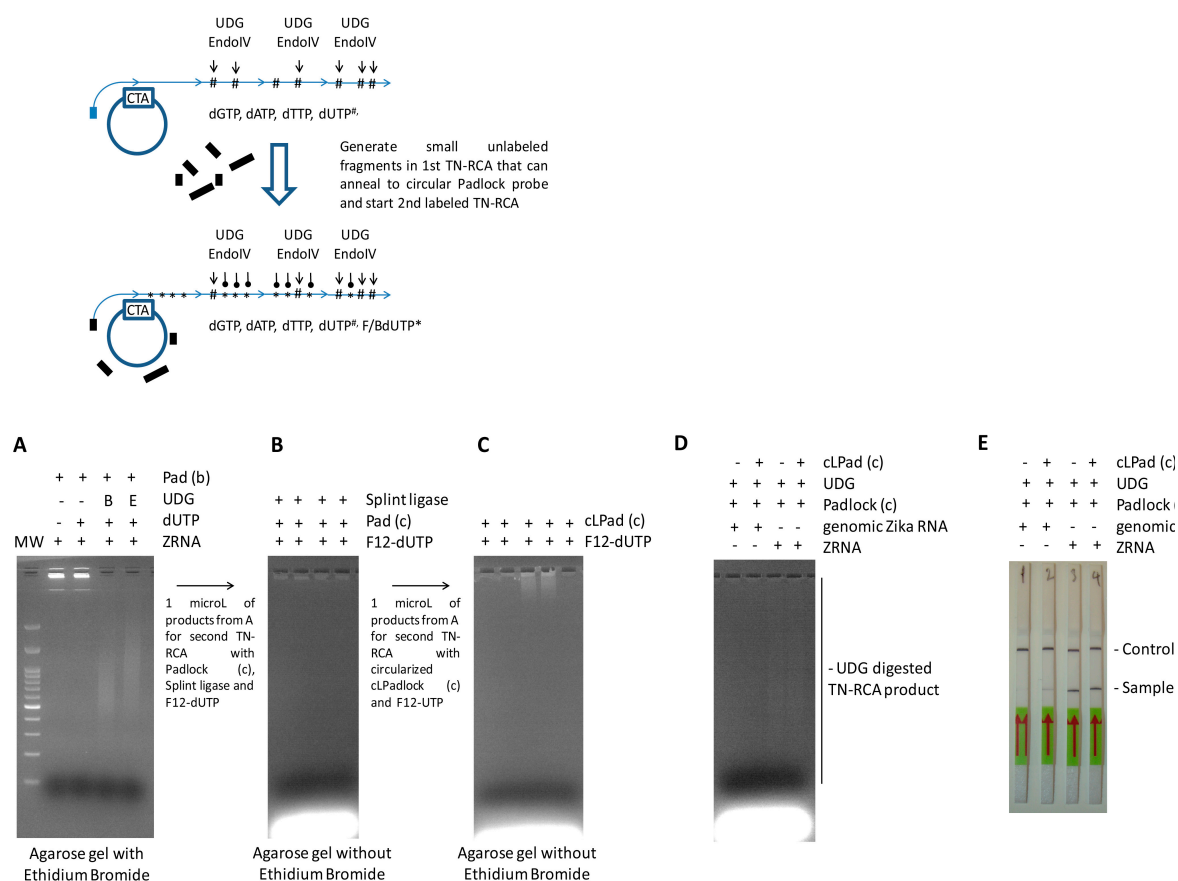 UDG UDG UDG
EndoIV EndoIV EndoIV
# # # # # # #
CTA
dGTP, dATP, dTTP, dUTP#,
Generate small unlabeled
fragments in 1st TN-RCA that can
anneal to circular Padlock probe
and start 2nd labeled TN-RCA
UDG UDG UDG
EndoIV EndoIV EndoIV
* * * * # * * * * * # * # * # #
CTA
dGTP, dATP, dTTP, dUTP#, F/BdUTP*
A
+ + + + Pad (b)
- - B E UDG
- + + + dUTP
MW + + + + ZRNA
Agarose gel with
Ethidium Bromide
1 microL of
products from A
for second TN-
RCA with
Padlock (c),
Splint ligase and
F12-dUTP
B
+ + + + Splint ligase
+ + + + Pad (c)
+ + + + F12-dUTP
Agarose gel without
Ethidium Bromide
1 microL of
products from A
for second TN-
RCA with
circularized
cLPadlock (c)
and F12-UTP
C
+ + + + + cLPad (c)
+ + + + + F12-dUTP
Agarose gel without
Ethidium Bromide
D
- + - + cLPad (c)
+ + + + UDG
+ + + + Padlock (c)
+ + - - genomic Zika RNA
- - + + ZRNA
- UDG digested
TN-RCA product
E
- + - + cLPad (c)
+ + + + UDG
+ + + + Padlock (
+ + - - genomic
- - + + ZRNA
1 2 3 4
- Control
- Sample